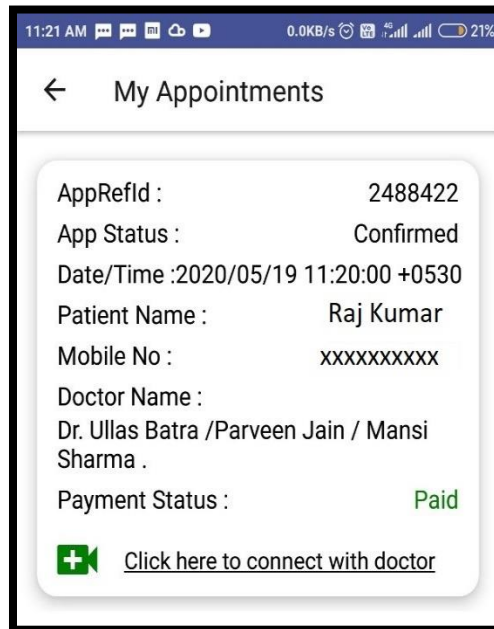 11:21 AM 0.0KB/s VoLTE 4G 21%
My Appointments
AppRefId : 2488422
App Status : Confirmed
Date/Time :2020/05/19 11:20:00 +0530
Patient Name : Raj Kumar
Mobile No : xxxxxxxxxx
Doctor Name :
Dr. Ullas Batra /Parveen Jain / Mansi
Sharma .
Payment Status : Paid
Click here to connect with doctor